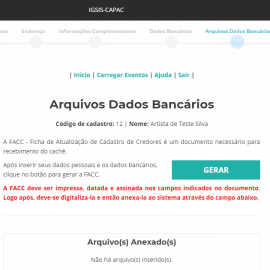 IGSIS-CAPAC
Endereço Informações Complementares Dados Bancários Arquivos Dados Bancário
| Início | Carregar Eventos | Ajuda | Sair |
Arquivos Dados Bancários
Código de cadastro: 12 | Nome: Artista de Teste Silva
A FACC - Ficha de Atualização de Cadastro de Credores é um documento necessário para
recebimento do cachê.
Após inserir seus dados pessoais e os dados bancários,
clique no botão para gerar a FACC.
GERAR
A FACC deve ser impressa, datada e assinada nos campos indicados no documento.
Logo após, deve-se digitaliza-la e então anexa-la ao sistema através do campo abaixo.
Arquivo(s) Anexado(s)
Não há arquivo(s) inserido(s).